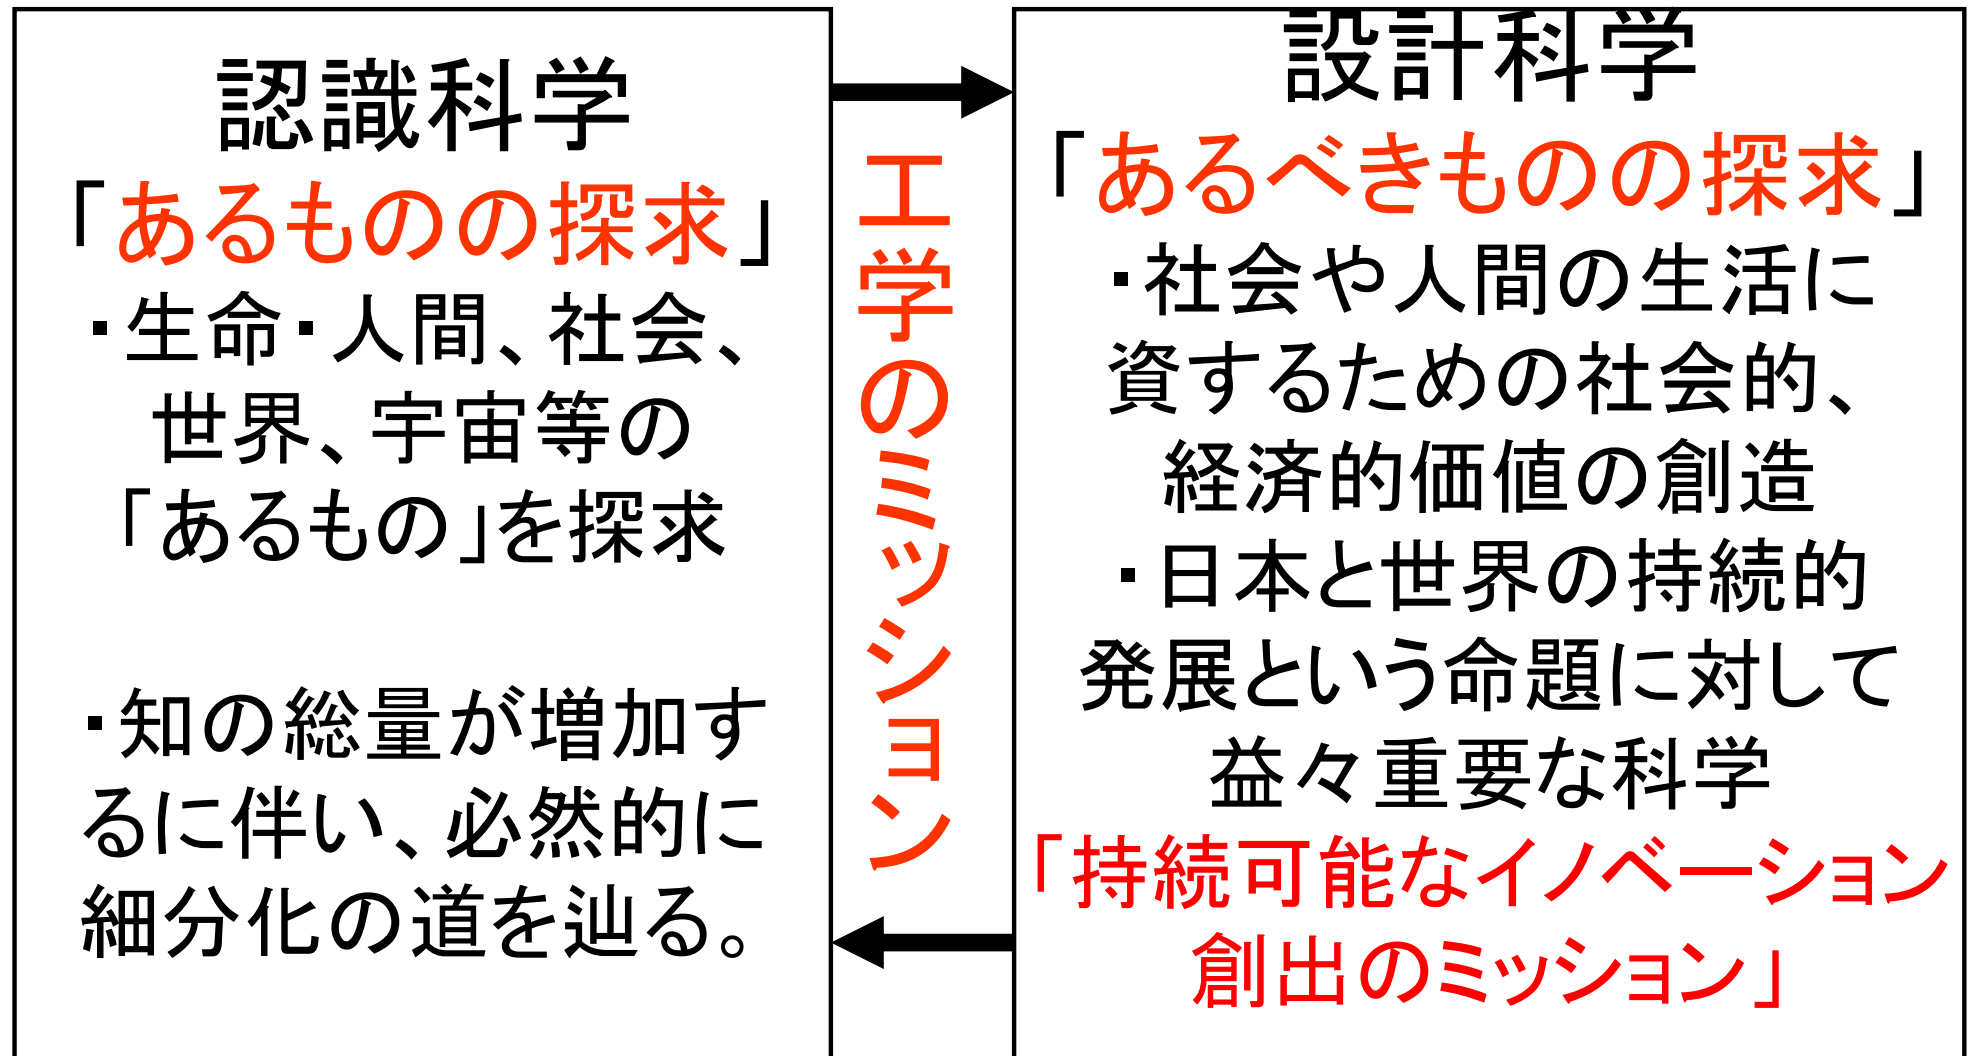 認識科学
「あるものの探求」
・生命・人間、社会、
世界、宇宙等の
「あるもの」を探求
・知の総量が増加す
るに伴い、必然的に
細分化の道を辿る。
工学のミッション
設計科学
「あるべきものの探求」
・社会や人間の生活に
資するための社会的、
経済的価値の創造
・日本と世界の持続的
発展という命題に対して
益々重要な科学
「持続可能なイノベーション
創出のミッション」